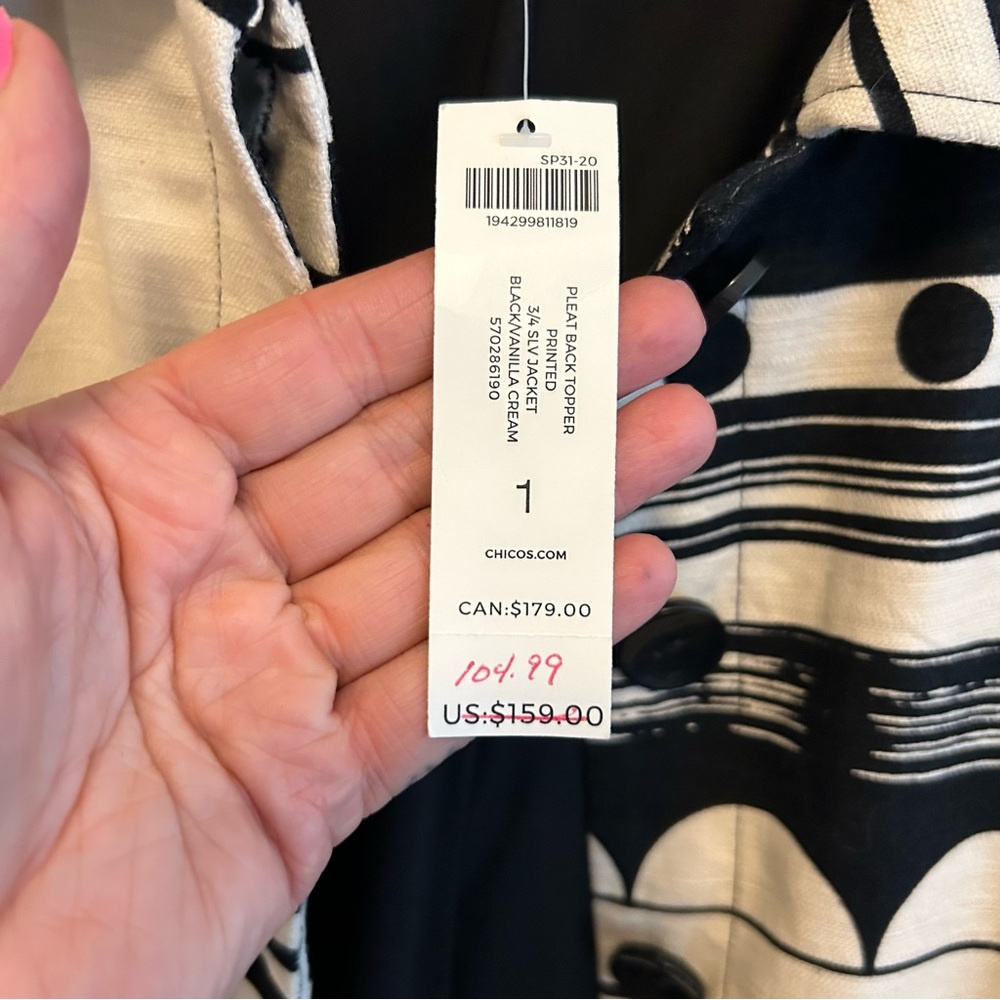 SP31-20
194299811819
PLEAT BACK TOPPER
PRINTED
3/4 SLV JACKET
BLACK/VANILLA CREAM
570286190
1
CHICOS.COM
CAN:$179.00
104.99
US:$159.00